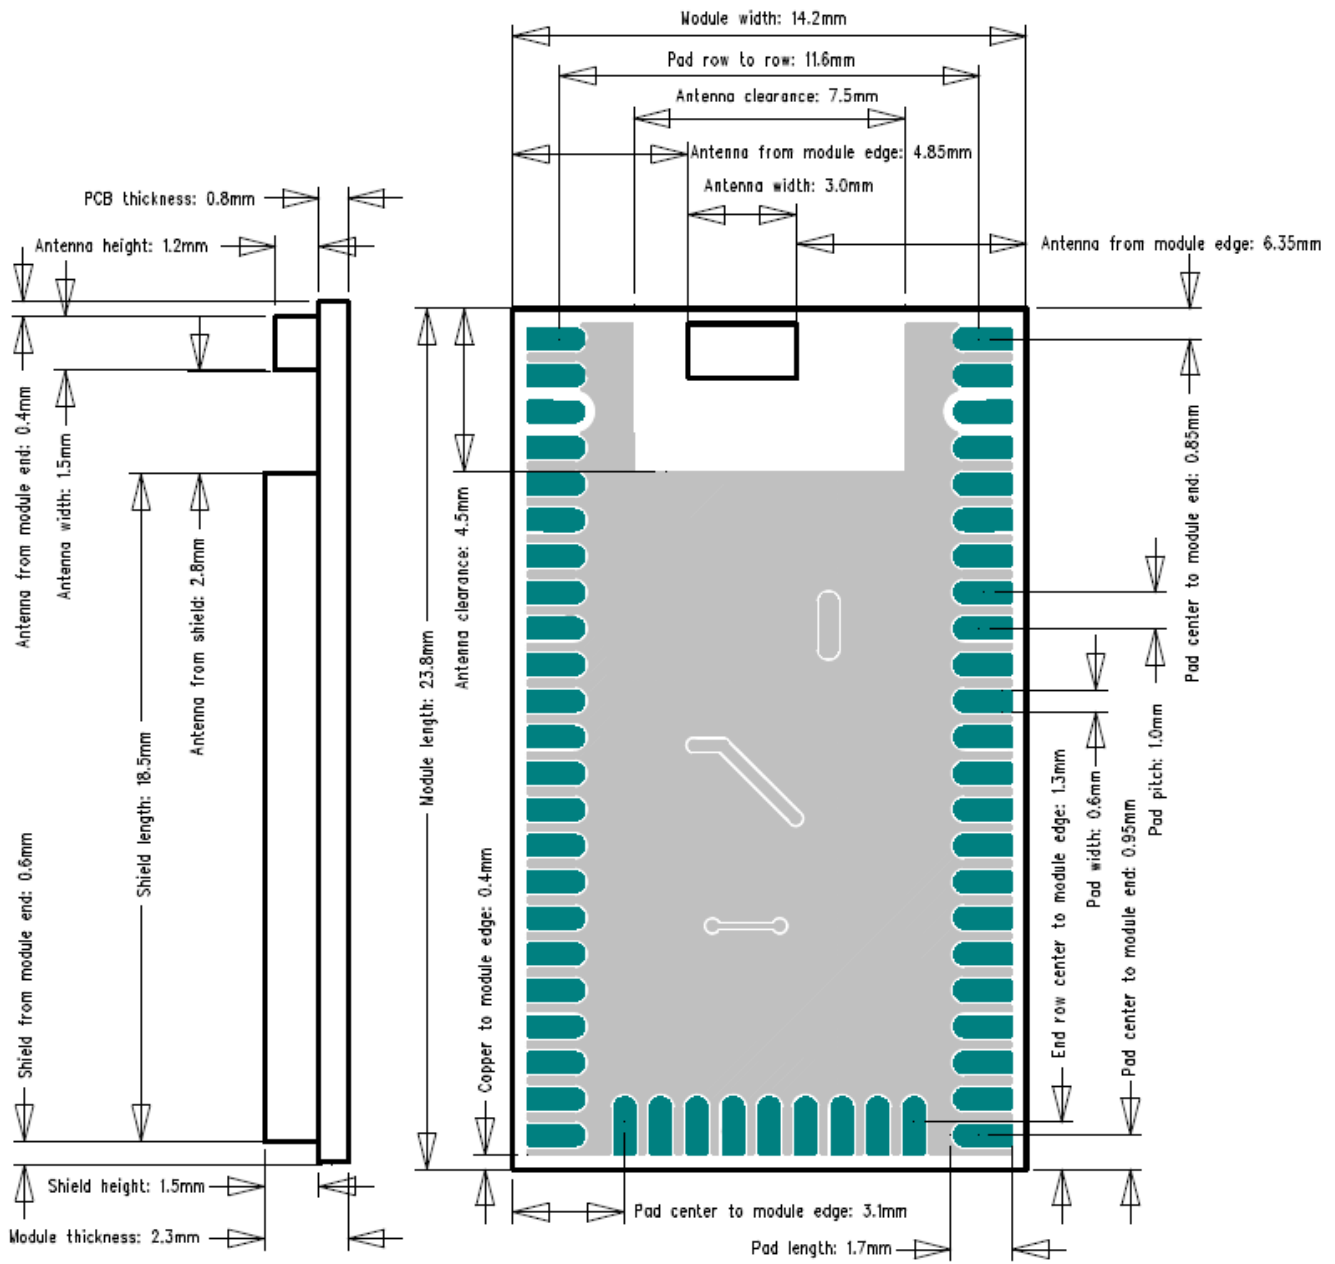 Module width: 14.2mm
Pad row to row: 11.6mm
Antenna clearance: 7.5mm
Antenna from module edge: 4.85mm
Antenna width: 3.0mm
PCB thickness: 0.8mm
Antenna height: 1.2mm
Antenna from module edge: 6.35mm
Antenna from module end: 0.4mm
Antenna width: 1.5mm
Antenna from shield: 2.8mm
Shield length: 18.5mm
Shield from module end: 0.6mm
Module length: 23.8mm
Antenna clearance: 4.5mm
Copper to module edge: 0.4mm
Pad center to module end: 0.85mm
Pad pitch: 1.0mm
Pad width: 0.6mm
End row center to module edge: 1.3mm
Pad center to module end: 0.95mm
Shield height: 1.5mm
Module thickness: 2.3mm
Pad center to module edge: 3.1mm
Pad length: 1.7mm